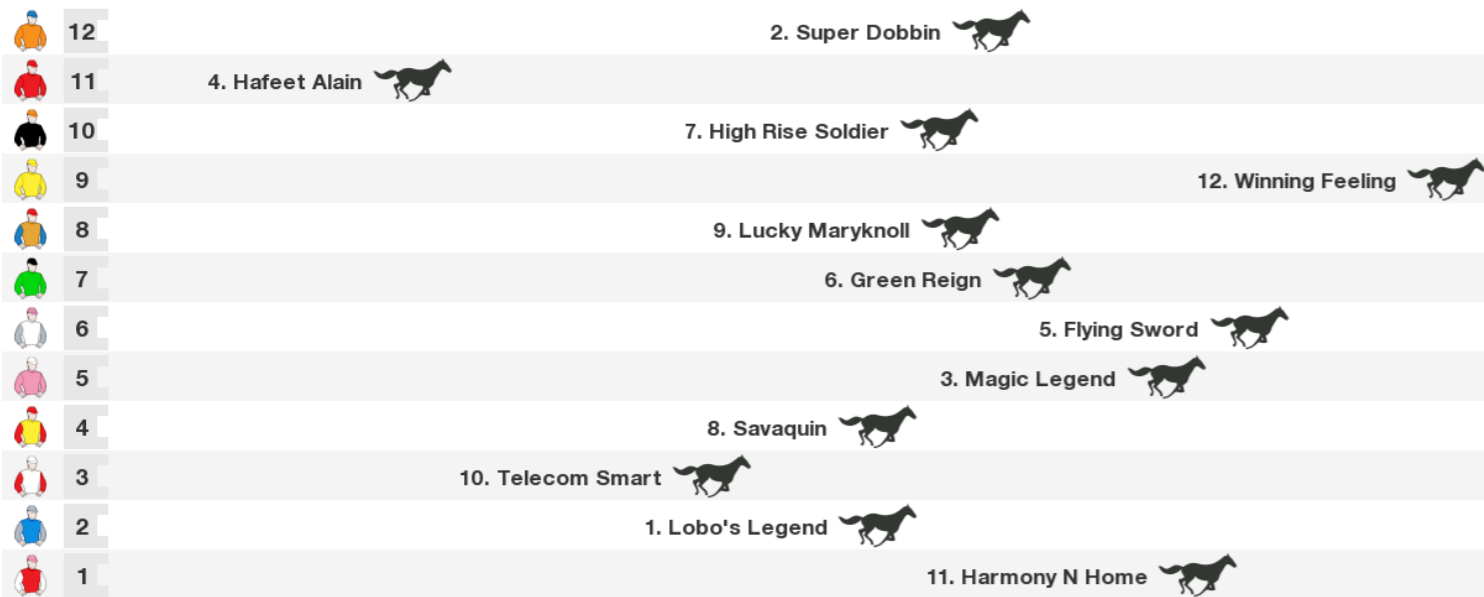 12 2. Super Dobbin
11 4. Hafeet Alain
10 7. High Rise Soldier
9 12. Winning Feeling
8 9. Lucky Maryknoll
7 6. Green Reign
6 5. Flying Sword
5 3. Magic Legend
4 8. Savaquin
3 10. Telecom Smart
2 1. Lobo's Legend
1 11. Harmony N Home